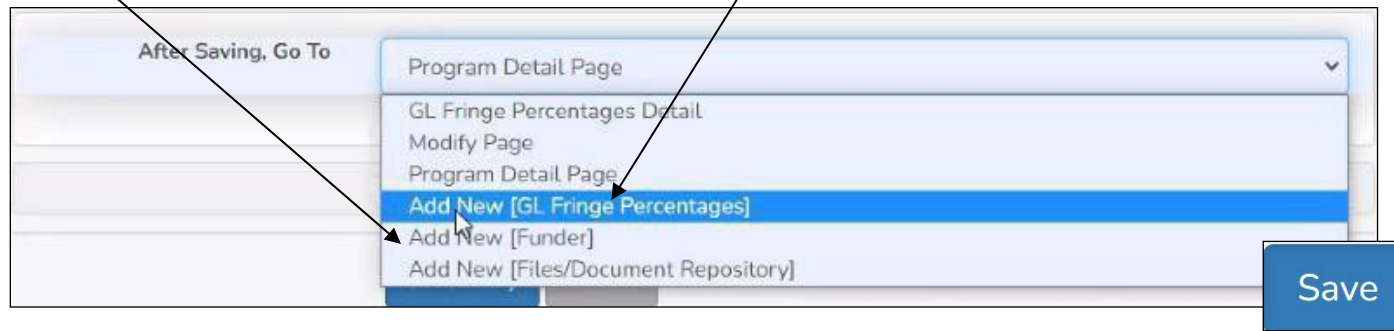 After Saving, Go To
Program Detail Page
GL Fringe Percentages Detail
Modify Page
Program Detail Page
Add New [GL Fringe Percentages]
Add New [Funder]
Add New [Files/Document Repository]
Save